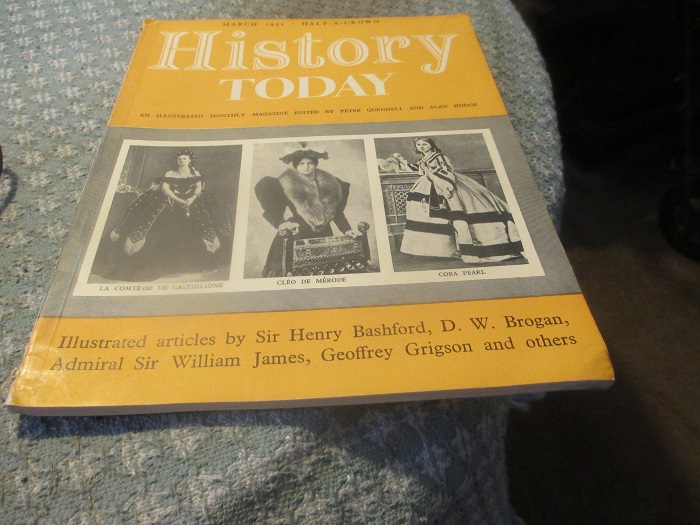 MARCH · HALF-A-CROWN
History
TODAY
AN ILLUSTRATED MONTHLY MAGAZINE EDITED BY PETER QUENNELL AND ALAN HODGE
LA COMTESSE DE CASTIGLIONE
CLÉO DE MÉRODE
CORA PEARL
Illustrated articles by Sir Henry Bashford, D. W. Brogan,
Admiral Sir William James, Geoffrey Grigson and others